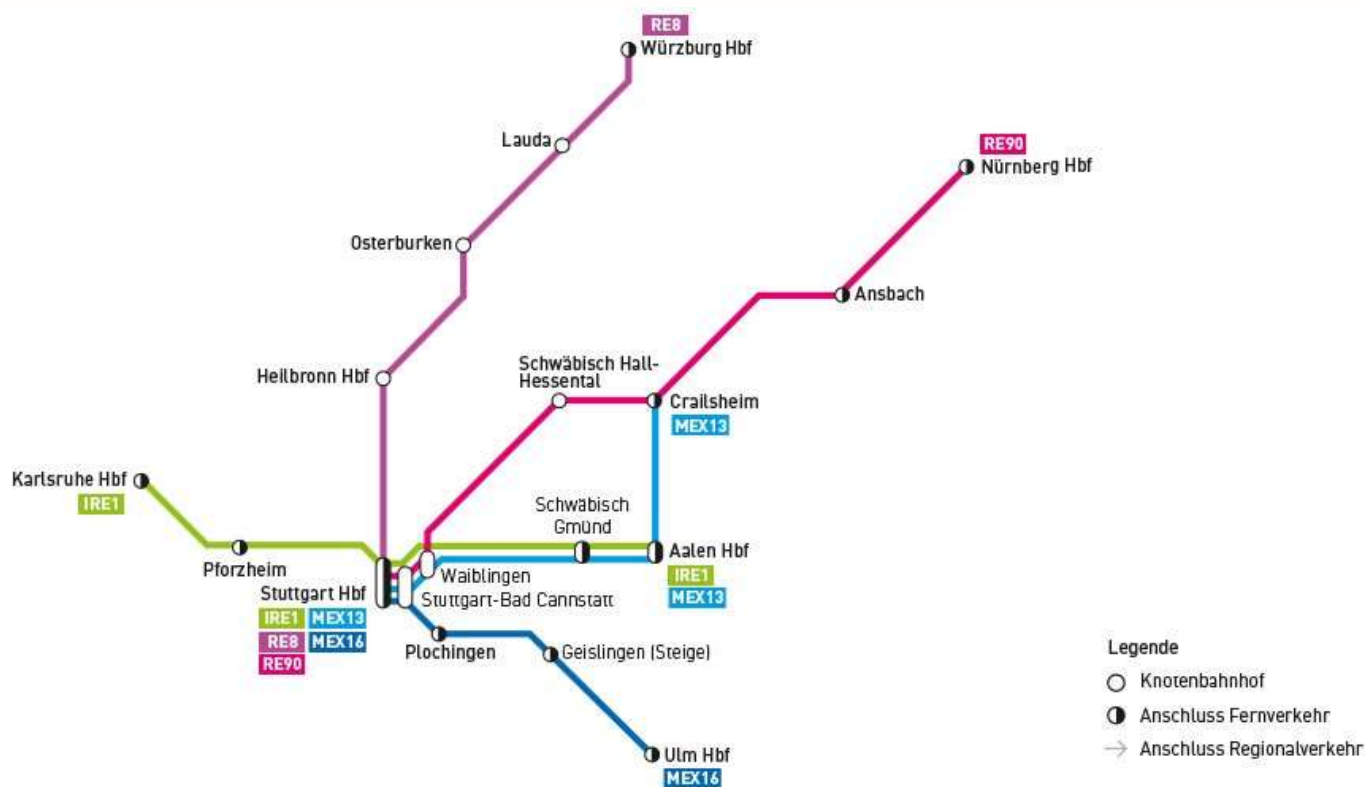 RE8
Würzburg Hbf
Lauda
RE90
Nürnberg Hbf
Osterburken
Ansbach
Heilbronn Hbf
Schwäbisch Hall-
Hessental
Crailsheim
MEX13
Karlsruhe Hbf
IRE1
Schwäbisch
Gmünd
Aalen Hbf
IRE1
MEX13
Pforzheim
Waiblingen
Stuttgart Hbf
Stuttgart-Bad Cannstatt
IRE1 MEX13
RE8 MEX16
RE90
Plochingen
Geislingen (Steige)
Ulm Hbf
MEX16
Legende
Knotenbahnhof
Anschluss Fernverkehr
Anschluss Regionalverkehr